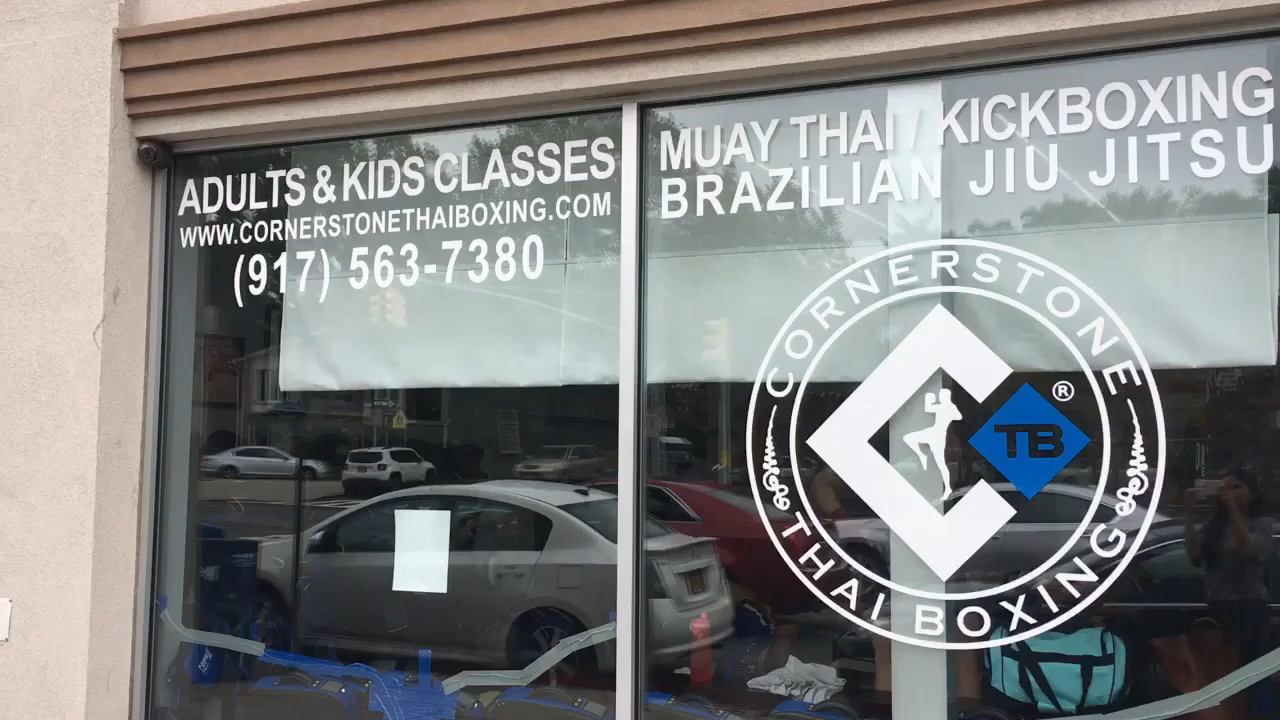 ADULTS & KIDS CLASSES
WWW.CORNERSTONETHAIBOXING.COM
(917) 563-7380
MUAY THAI / KICKBOXING
BRAZILIAN JIU JITSU
CORNERSTONE
C TB ®
THAI BOXING